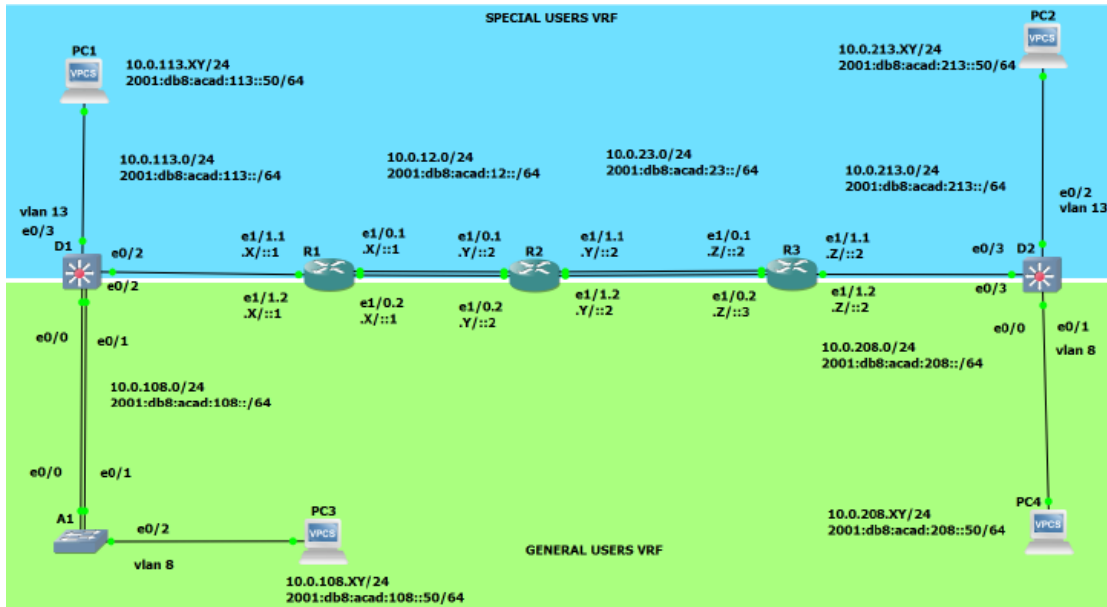 SPECIAL USERS VRF
PC1
VPCS
10.0.113.XY/24
2001:db8:acad:113::50/64
10.0.213.XY/24
2001:db8:acad:213::50/64
PC2
VPCS
10.0.113.0/24
2001:db8:acad:113::/64
10.0.12.0/24
2001:db8:acad:12::/64
10.0.23.0/24
2001:db8:acad:23::/64
10.0.213.0/24
2001:db8:acad:213::/64
e0/2
vlan 13
vlan 13
e0/3
D1
e0/2
e1/1.1
.X/::1
R1
e1/0.1
.X/::1
e1/0.1
.Y/::2
R2
e1/1.1
.Y/::2
e1/0.1
.Z/::2
R3
e1/1.1
.Z/::2
e0/3
D2
e0/2
e1/1.2
.X/::1
e1/0.2
.X/::1
e0/2
.Y/::2
e1/1.2
.Y/::2
e1/0.2
.Z/::3
e1/1.2
.Z/::2
e0/3
e0/0
e0/1
e0/0
e0/1
vlan 8
10.0.208.0/24
2001:db8:acad:208::/64
10.0.108.0/24
2001:db8:acad:108::/64
e0/0
e0/1
A1
e0/2
vlan 8
PC3
VPCS
10.0.108.XY/24
2001:db8:acad:108::50/64
GENERAL USERS VRF
10.0.208.XY/24
2001:db8:acad:208::50/64
PC4
VPCS